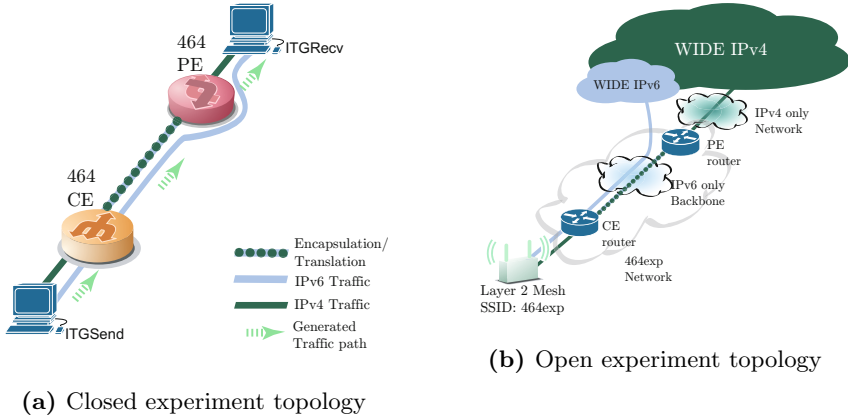 464
PE
ITGRecv
464
CE
ITGSend
Encapsulation/
Translation
IPv6 Traffic
IPv4 Traffic
Generated
Traffic path
(a) Closed experiment topology
WIDE IPv4
WIDE IPv6
IPv4 only
Network
PE
router
IPv6 only
Backbone
CE
router
464exp
Network
Layer 2 Mesh
SSID: 464exp
(b) Open experiment topology